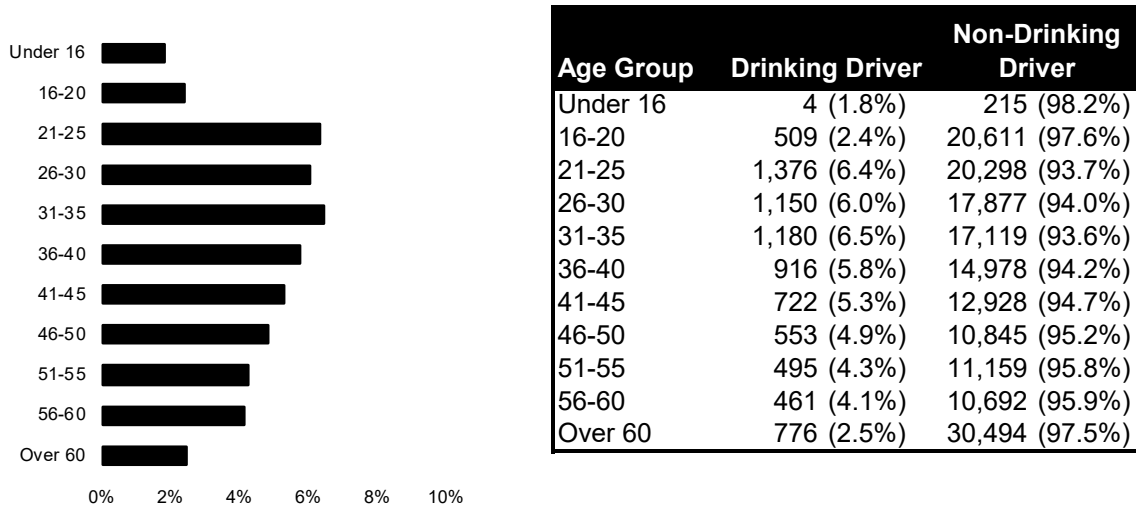 Under 16
16-20
21-25
26-30
31-35
36-40
41-45
46-50
51-55
56-60
Over 60
0% 2% 4% 6% 8% 10%
Non-Drinking
Age Group Drinking Driver Driver
Under 16 4 (1.8%) 215 (98.2%)
16-20 509 (2.4%) 20,611 (97.6%)
21-25 1,376 (6.4%) 20,298 (93.7%)
26-30 1,150 (6.0%) 17,877 (94.0%)
31-35 1,180 (6.5%) 17,119 (93.6%)
36-40 916 (5.8%) 14,978 (94.2%)
41-45 722 (5.3%) 12,928 (94.7%)
46-50 553 (4.9%) 10,845 (95.2%)
51-55 495 (4.3%) 11,159 (95.8%)
56-60 461 (4.1%) 10,692 (95.9%)
Over 60 776 (2.5%) 30,494 (97.5%)